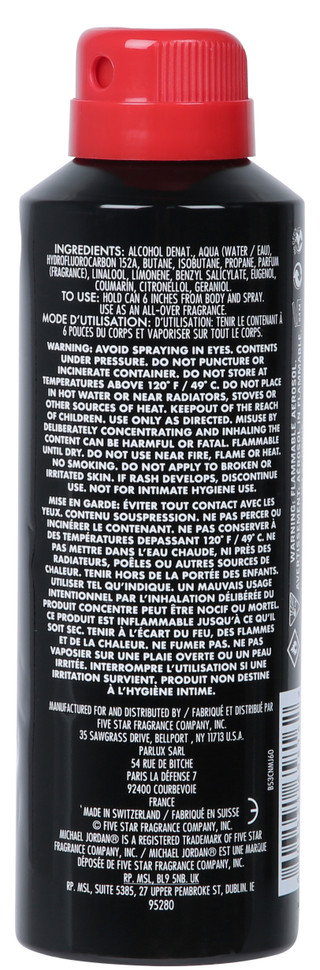 INGREDIENTS: ALCOHOL DENAT., AQUA (WATER / EAU),
HYDROFLUOROCARBON 152A, BUTANE, ISOBUTANE, PROPANE, PARFUM
(FRAGRANCE), LINALOOL, LIMONENE, BENZYL SALICYLATE, EUGENOL,
COUMARIN, CITRONELLOL, GERANIOL.
TO USE: HOLD CAN 6 INCHES FROM BODY AND SPRAY.
USE AS AN ALL-OVER FRAGRANCE.
MODE D'UTILISATION: D'UTILISATION: TENIR LE CONTENANT À
6 POUCES DU CORPS ET VAPORISER SUR TOUT LE CORPS.
WARNING: AVOID SPRAYING IN EYES. CONTENTS
UNDER PRESSURE. DO NOT PUNCTURE OR
INCINERATE CONTAINER. DO NOT STORE AT
TEMPERATURES ABOVE 120° F / 49° C. DO NOT PLACE
IN HOT WATER OR NEAR RADIATORS, STOVES OR
OTHER SOURCES OF HEAT. KEEPOUT OF THE REACH
OF CHILDREN. USE ONLY AS DIRECTED. MISUSE BY
DELIBERATELY CONCENTRATING AND INHALING THE
CONTENT CAN BE HARMFUL OR FATAL. FLAMMABLE
UNTIL DRY. DO NOT USE NEAR FIRE, FLAME OR HEAT.
NO SMOKING. DO NOT APPLY TO BROKEN OR
IRRITATED SKIN. IF RASH DEVELOPS, DISCONTINUE
USE. NOT FOR INTIMATE HYGIENE USE.
MISE EN GARDE: ÉVITER TOUT CONTACT AVEC LES
YEUX. CONTENU SOUSPRESSION. NE PAS PERCER OU
INCINÉRER LE CONTENANT. NE PAS CONSERVER À
DES TEMPÉRATURES DEPASSANT 120° F / 49° C. NE
PAS METTRE DANS L'EAU CHAUDE, NI PRÈS DES
RADIATEURS, POÊLES OU AUTRES SOURCES DE
CHALEUR. TENIR HORS DE LA PORTÉE DES ENFANTS.
UTILISER TEL QU'INDIQUE. UN MAUVAIS USAGE
INTENTIONNEL PAR L'INHALATION DÉLIBÉRÉE DU
PRODUIT CONCENTRE PEUT ÊTRE NOCIF OU MORTEL.
CE PRODUIT EST INFLAMMABLE JUSQU'À CE QU'IL
SOIT SEC. TENIR À L'ÉCART DU FEU, DES FLAMMES
ET DE LA CHALEUR. NE FUMER PAS. NE PAS
VAPOSIER SUR UNE PLAIE OVERTE OU UN PEAU
IRRITÉE. INTERROMPRE L'UTILISATION SI UNE
IRRITATION SURVIENT, PRODUIT NON DESTINE
À L'HYGIÈNE INTIME.
MANUFACTURED FOR AND DISTRIBUTED BY / FABRIQUÉ ET DISTRIBUÉ PAR
FIVE STAR FRAGRANCE COMPANY, INC.
35 SAWGRASS DRIVE, BELLPORT , NY 11713 U.S.A.
PARLUX SARL
54 RUE DE BITCHE
PARIS LA DÉFENSE 7
92400 COURBEVOIE
FRANCE
MADE IN SWITZERLAND / FABRIQUÉ EN SUISSE
© FIVE STAR FRAGRANCE COMPANY, INC.
MICHAEL JORDAN® IS A REGISTERED TRADEMARK OF FIVE STAR
FRAGRANCE COMPANY, INC. / MICHAEL JORDAN® EST UNE MARQUE
DÉPOSÉE DE FIVE STAR FRAGRANCE COMPANY, INC.
RP. MSL, BL9 5NB. UK
RP. MSL, SUITE 5385, 27 UPPER PEMBROKE ST, DUBLIN. IE
95280
WARNING: FLAMMABLE AEROSOL.
AVERTISSEMENT: AEROSOL INFLAMMABLE